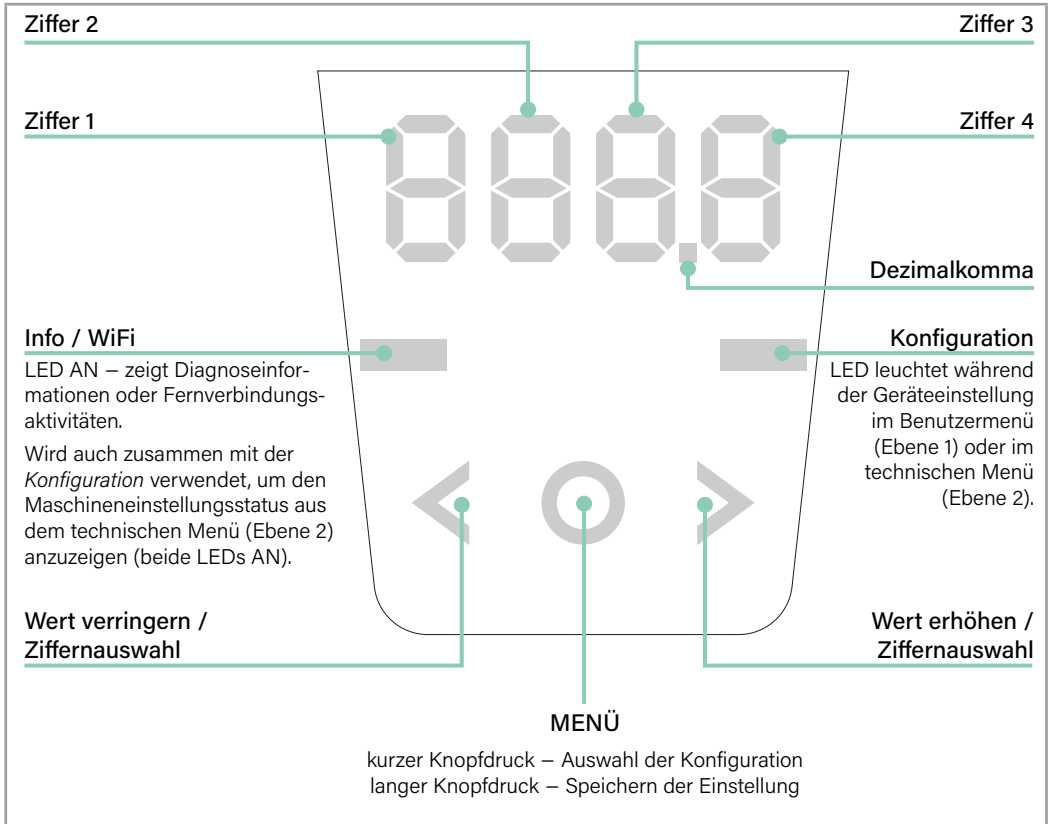 Ziffer 2
Ziffer 3
Ziffer 1
Ziffer 4
Dezimalkomma
Info / WiFi
LED AN – zeigt Diagnoseinfor-
mationen oder Fernverbindungs-
aktivitäten.
Wird auch zusammen mit der
Konfiguration verwendet, um den
Maschineneinstellungsstatus aus
dem technischen Menü (Ebene 2)
anzuzeigen (beide LEDs AN).
Konfiguration
LED leuchtet während
der Geräteeinstellung
im Benutzermenü
(Ebene 1) oder im
technischen Menü
(Ebene 2).
Wert verringern /
Ziffernauswahl
Wert erhöhen /
Ziffernauswahl
MENÜ
kurzer Knopfdruck – Auswahl der Konfiguration
langer Knopfdruck – Speichern der Einstellung